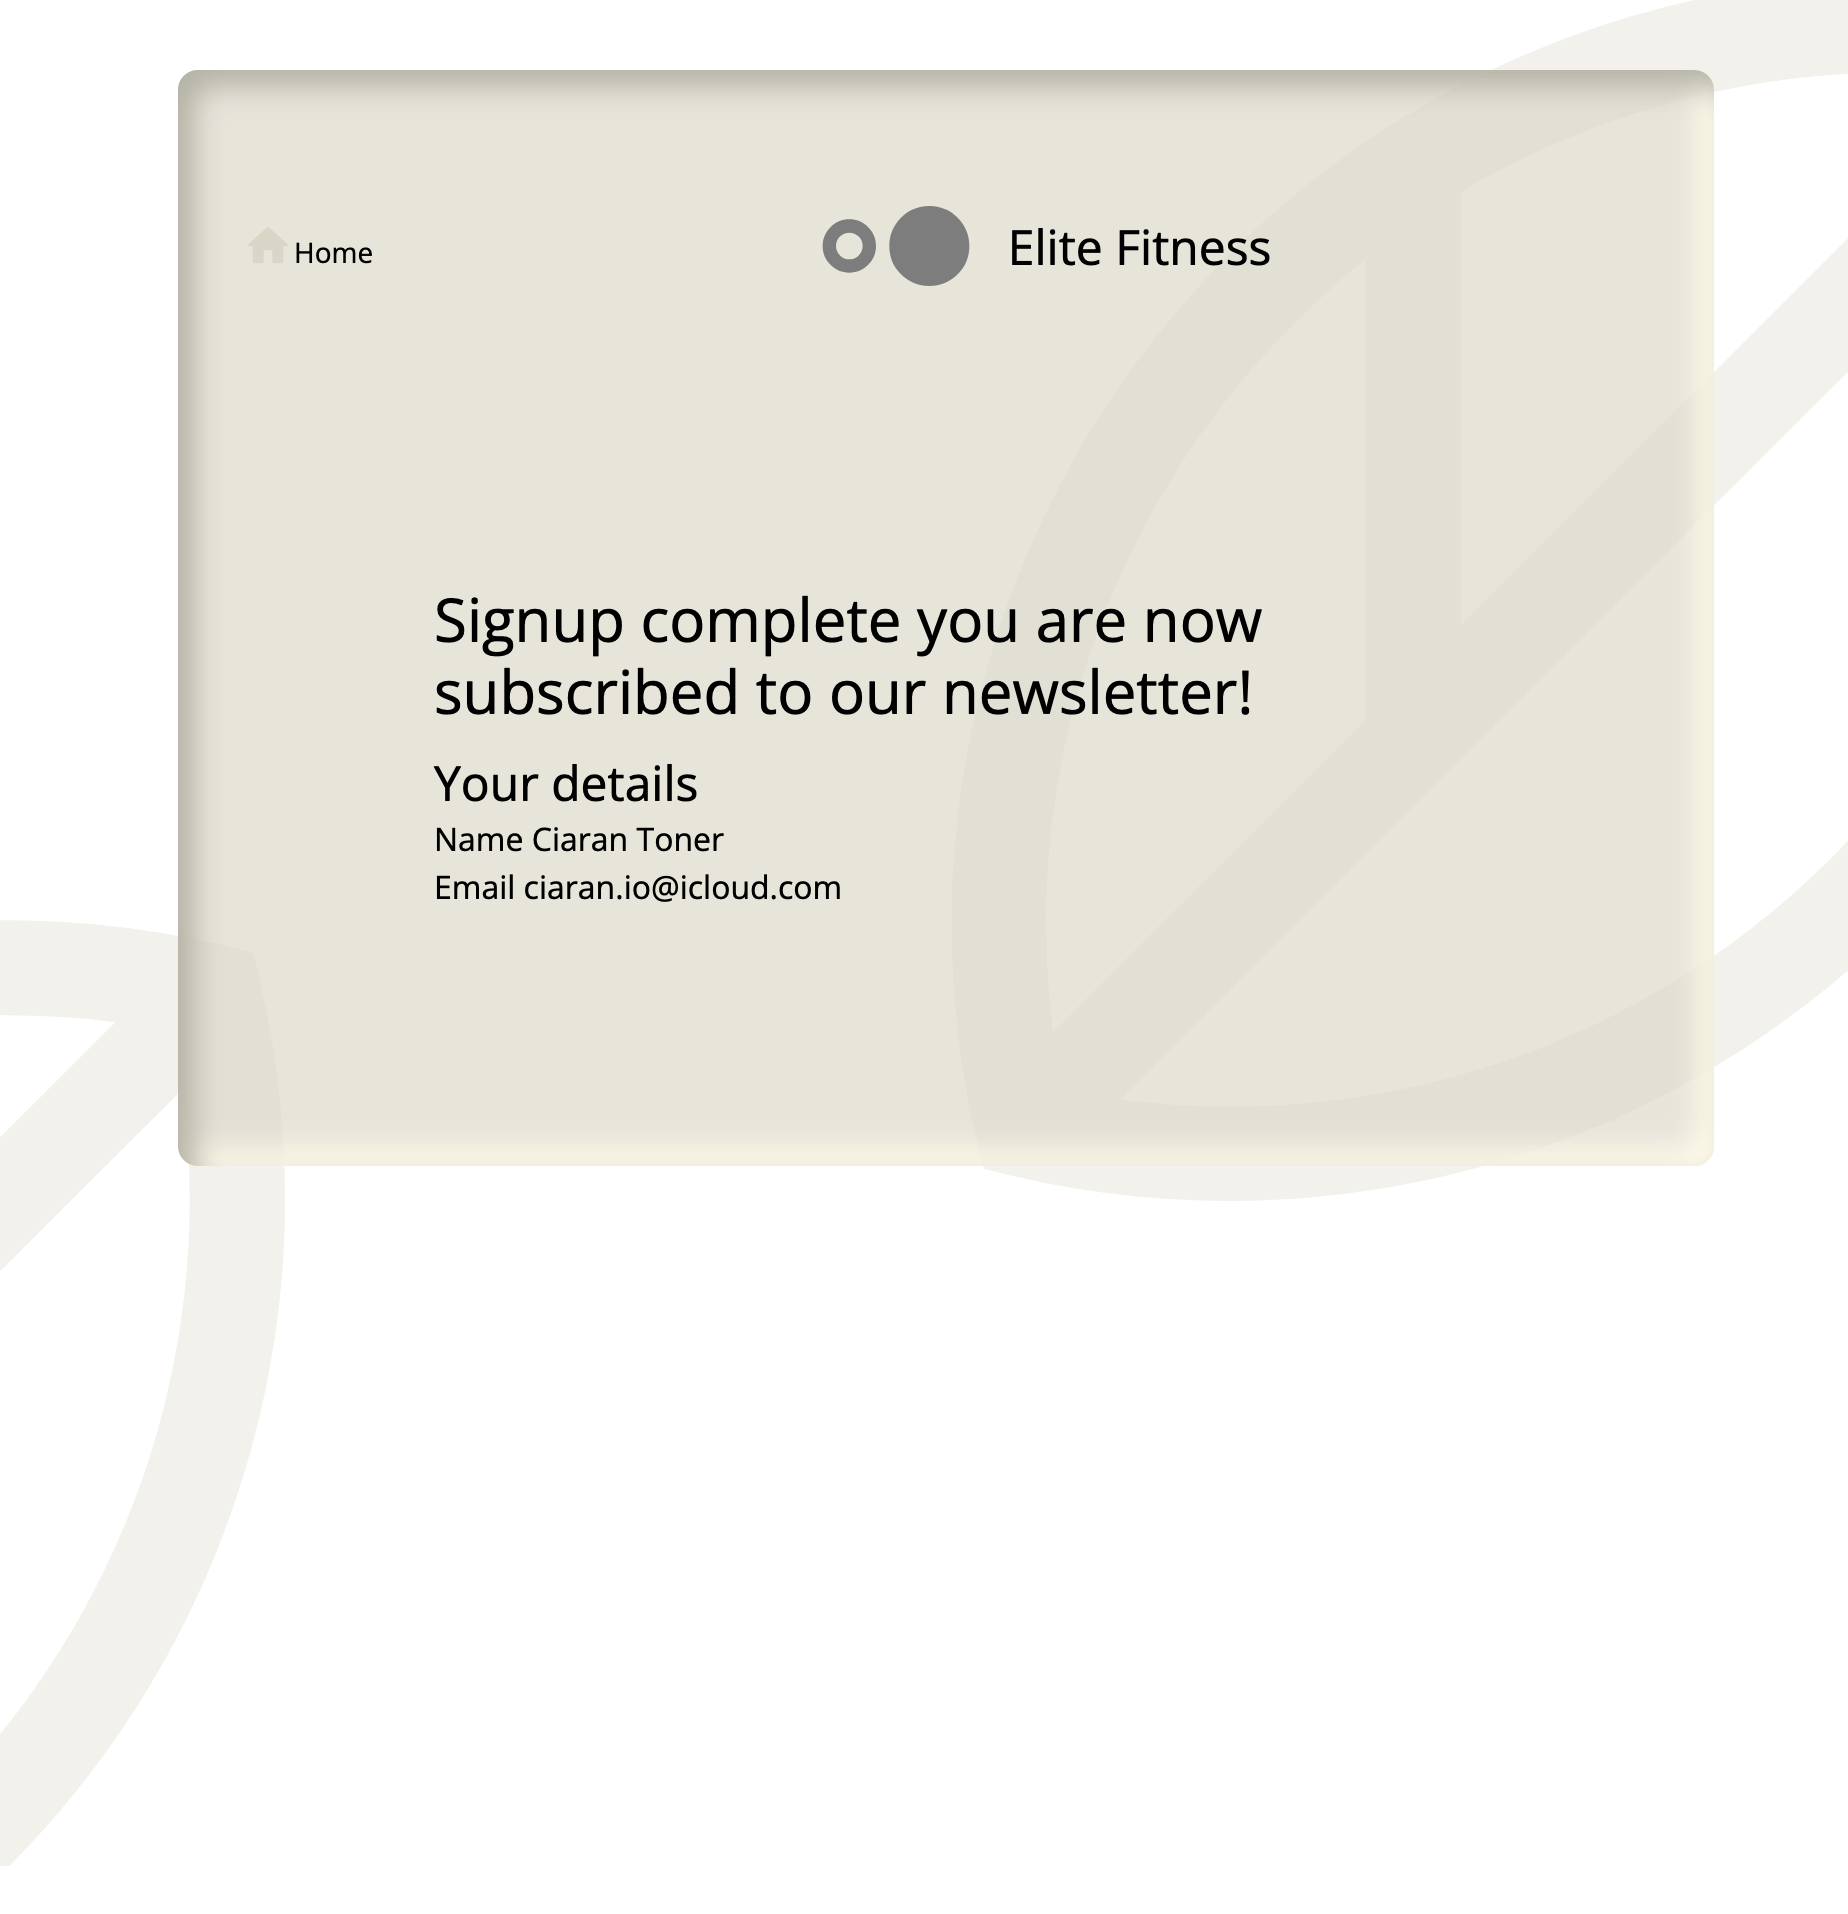 Home
Elite Fitness
Signup complete you are now
subscribed to our newsletter!
Your details
Name Ciaran Toner
Email ciaran.io@icloud.com